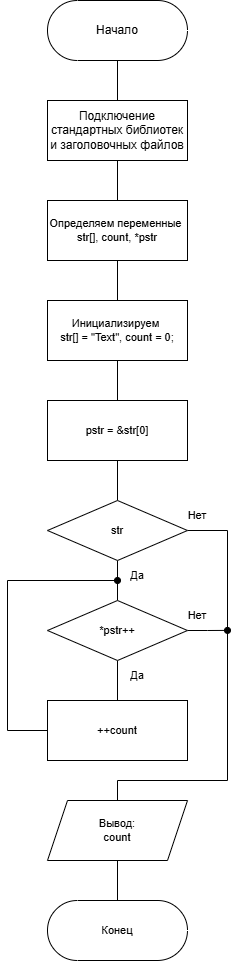 Начало
Подключение
стандартных библиотек
и заголовочных файлов
Определяем переменные
str[], count, *pstr
Инициализируем
str[] = "Text", count = 0;
pstr = &str[0]
str
Нет
Да
*pstr++
Нет
Да
++count
Вывод:
count
Конец